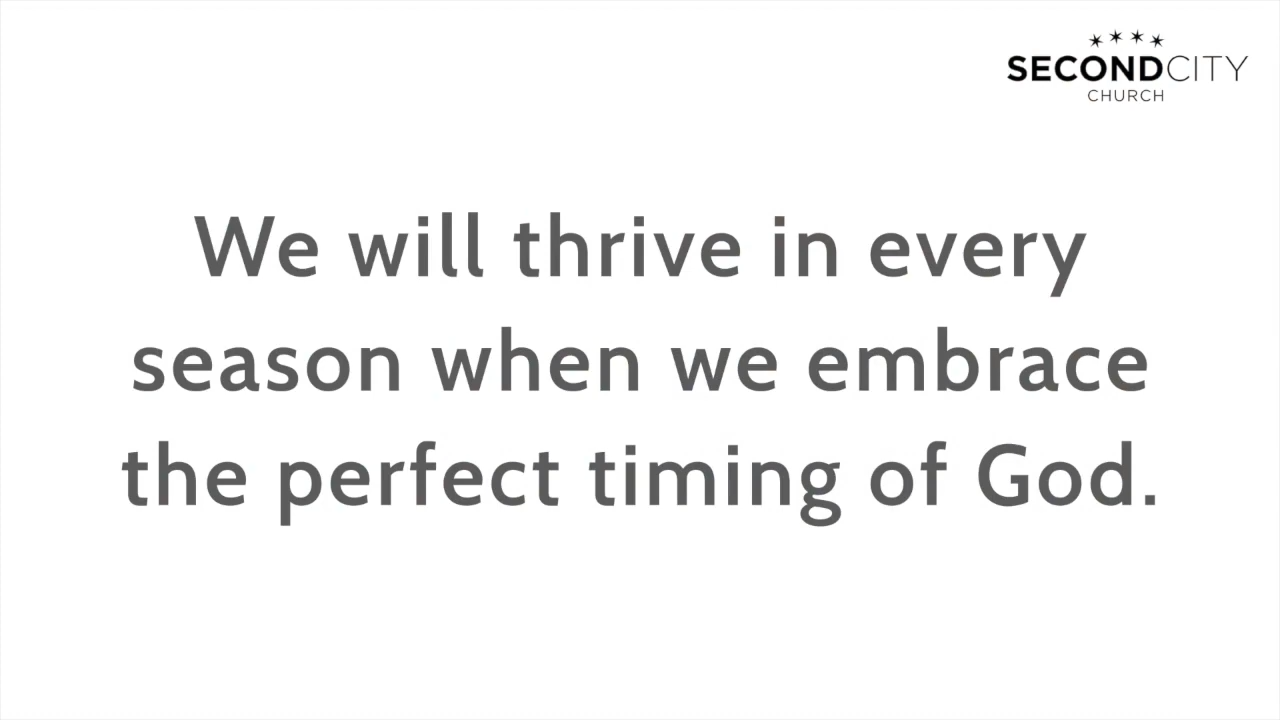 SECONDCITY
CHURCH
We will thrive in every
season when we embrace
the perfect timing of God.